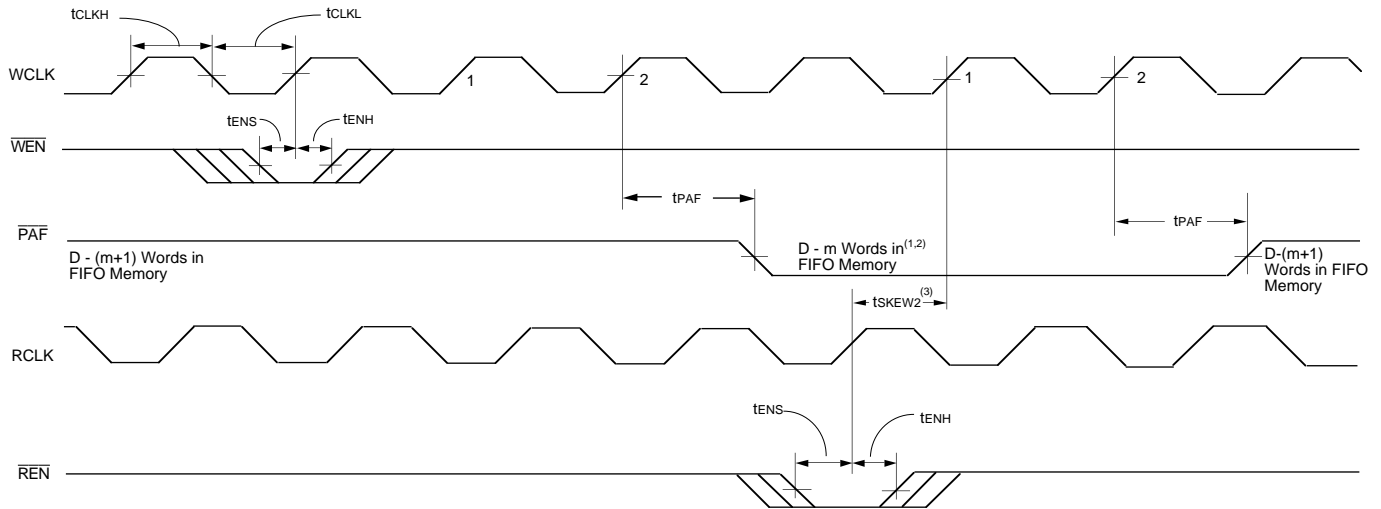 tCLKH
tCLKL
WCLK
1
2
1
2
tENS
tENH
WEN
tPAF
tPAF
PAF
D - (m+1) Words in
FIFO Memory
D - m Words in(1,2)
FIFO Memory
D-(m+1)
Words in FIFO
Memory
tSKEW2(3)
RCLK
tENS
tENH
REN